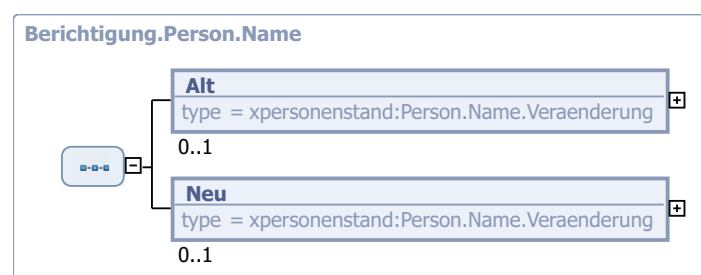 Berichtigung.Person.Name
Alt
type = xpersonenstand:Person.Name.Veraenderung
0..1
Neu
type = xpersonenstand:Person.Name.Veraenderung
0..1